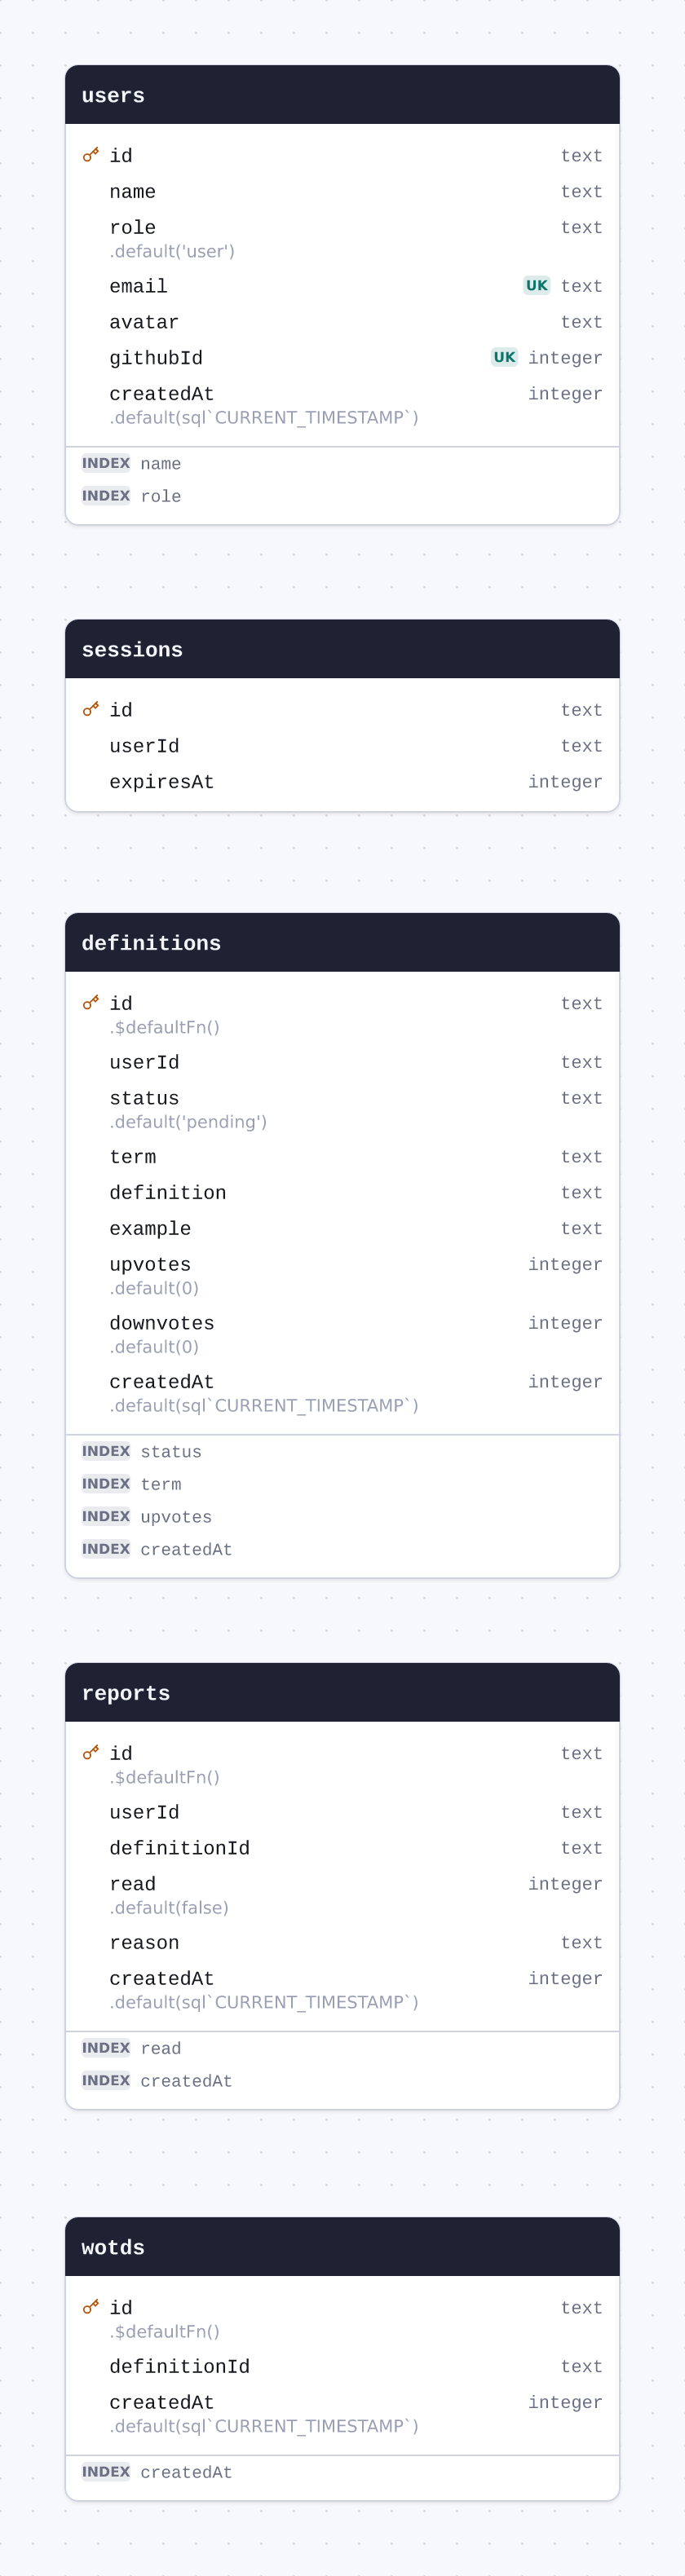 users
id text
name text
role text
.default('user')
email UK text
avatar text
githubId UK integer
createdAt integer
.default(sql`CURRENT_TIMESTAMP`)
INDEX name
INDEX role
sessions
id text
userId text
expiresAt integer
definitions
id text
.$defaultFn()
userId text
status text
.default('pending')
term text
definition text
example text
upvotes integer
.default(0)
downvotes integer
.default(0)
createdAt integer
.default(sql`CURRENT_TIMESTAMP`)
INDEX status
INDEX term
INDEX upvotes
INDEX createdAt
reports
id text
.$defaultFn()
userId text
definitionId text
read integer
.default(false)
reason text
createdAt integer
.default(sql`CURRENT_TIMESTAMP`)
INDEX read
INDEX createdAt
wotds
id text
.$defaultFn()
definitionId text
createdAt integer
.default(sql`CURRENT_TIMESTAMP`)
INDEX createdAt